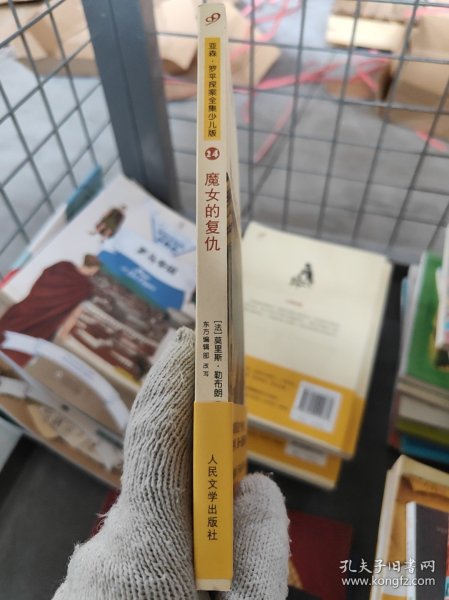 亚森·罗平探案全集少儿版
24
魔女的复仇
[法]莫里斯·勒布朗
东方编辑部 改写
人民文学出版社
孔夫子旧书网
www.kongfz.com